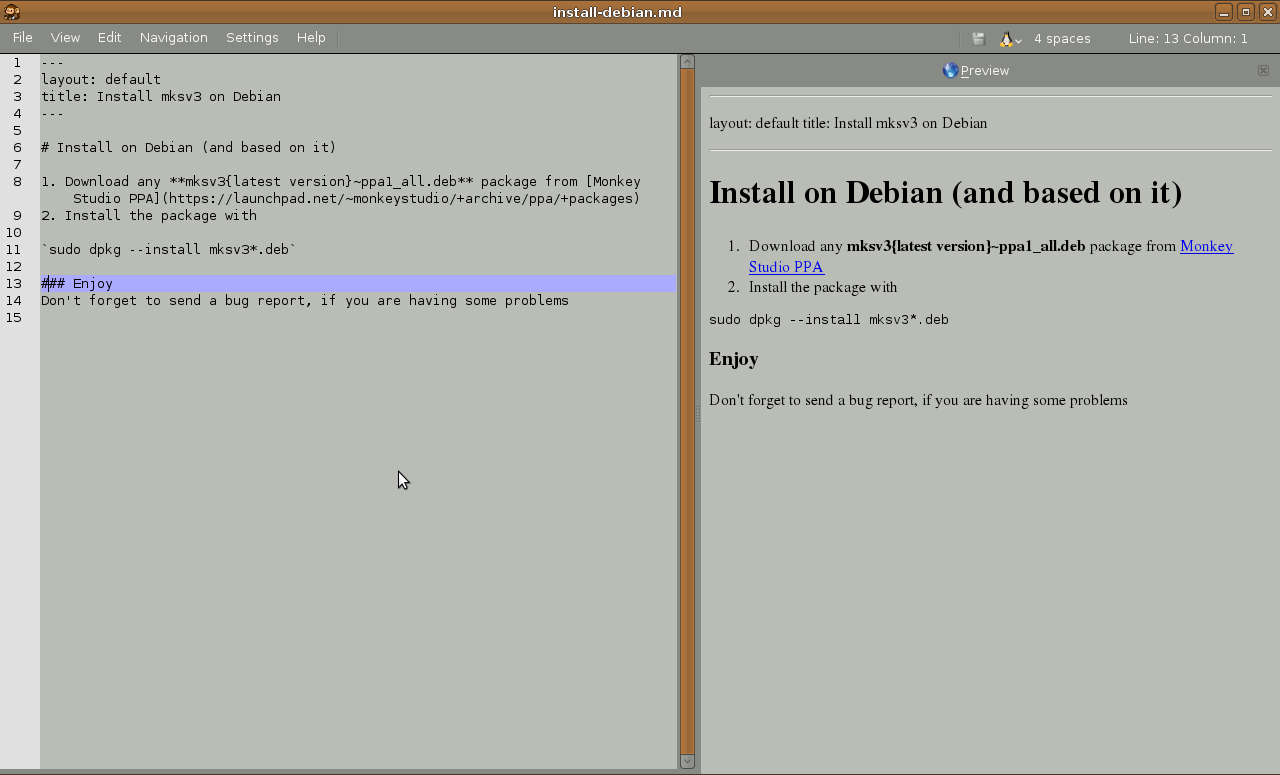 install-debian.md
File View Edit Navigation Settings Help
4 spaces Line: 13 Column: 1
1 ---
2 layout: default
3 title: Install mksv3 on Debian
4 ---
5
6 # Install on Debian (and based on it)
7
8 1. Download any **mksv3{latest version}~ppa1_all.deb** package from [Monkey
Studio PPA](https://launchpad.net/~monkeystudio/+archive/ppa/+packages)
9 2. Install the package with
10
11 `sudo dpkg --install mksv3*.deb`
12
13 ### Enjoy
14 Don't forget to send a bug report, if you are having some problems
15
Preview
layout: default title: Install mksv3 on Debian
Install on Debian (and based on it)
1. Download any mksv3{latest version}~ppa1_all.deb package from Monkey
Studio PPA
2. Install the package with
sudo dpkg --install mksv3*.deb
Enjoy
Don't forget to send a bug report, if you are having some problems